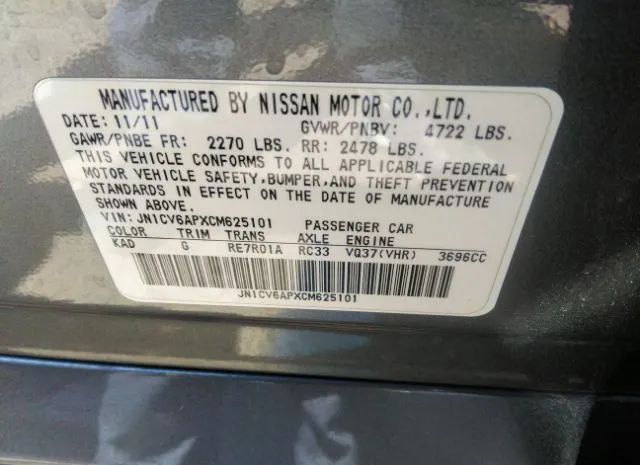 MANUFACTURED BY NISSAN MOTOR CO.,LTD.
DATE: 11/11 GVWR/PNBV: 4722 LBS.
GAWR/PNBE FR: 2270 LBS. RR: 2478 LBS.
THIS VEHICLE CONFORMS TO ALL APPLICABLE FEDERAL
MOTOR VEHICLE SAFETY,BUMPER,AND THEFT PREVENTION
STANDARDS IN EFFECT ON THE DATE OF MANUFACTURE
SHOWN ABOVE.
VIN: JN1CV6APXCM625101 PASSENGER CAR
COLOR TRIM TRANS AXLE ENGINE
KAD G RE7R01A RC33 VQ37(VHR) 3696CC
JN1CV6APXCM625101